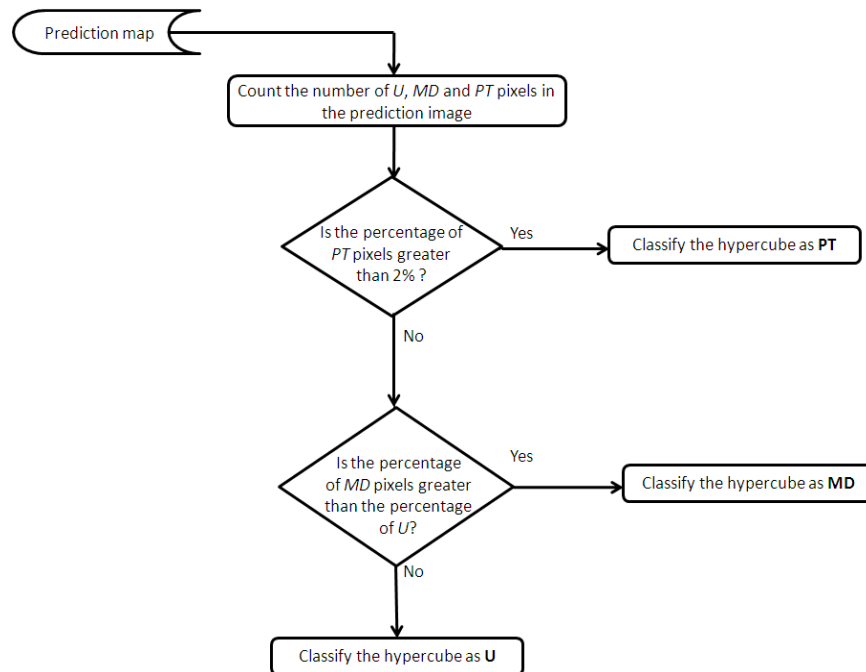 Prediction map
Count the number of U, MD and PT pixels in
the prediction image
Is the percentage of
PT pixels greater
than 2% ?
Yes
Classify the hypercube as PT
No
Is the percentage
of MD pixels greater
than the percentage
of U?
Yes
Classify the hypercube as MD
No
Classify the hypercube as U